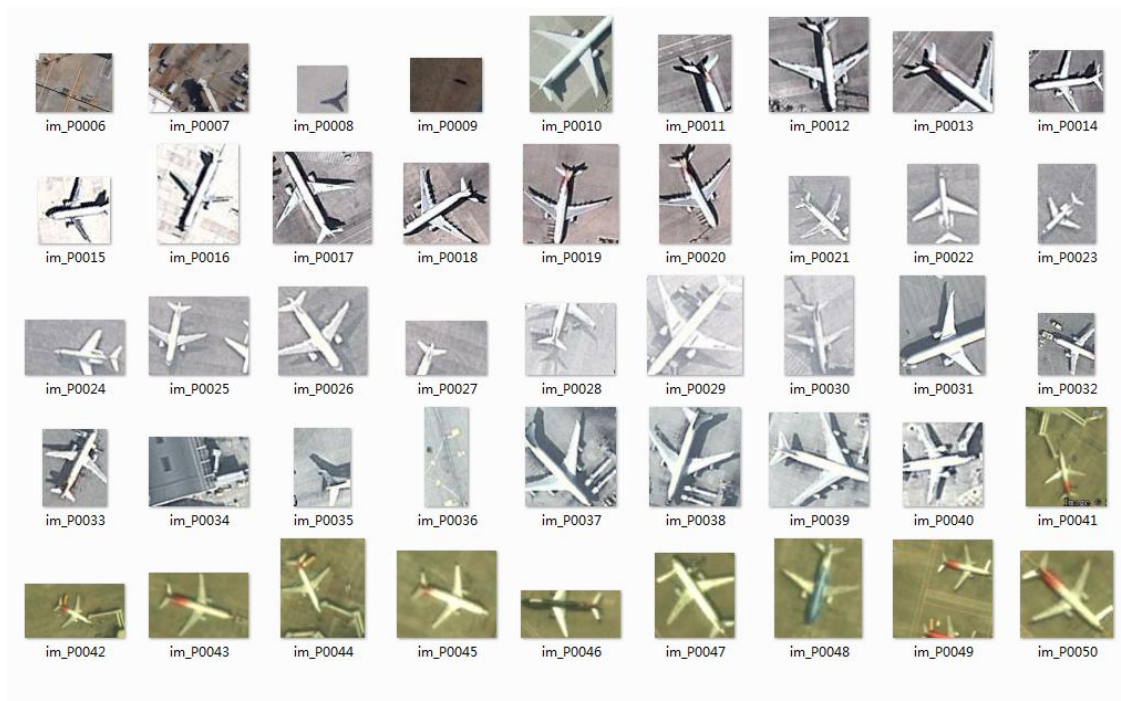 im_P0006 im_P0007 im_P0008 im_P0009 im_P0010 im_P0011 im_P0012 im_P0013 im_P0014
im_P0015 im_P0016 im_P0017 im_P0018 im_P0019 im_P0020 im_P0021 im_P0022 im_P0023
im_P0024 im_P0025 im_P0026 im_P0027 im_P0028 im_P0029 im_P0030 im_P0031 im_P0032
Image ©
im_P0033 im_P0034 im_P0035 im_P0036 im_P0037 im_P0038 im_P0039 im_P0040 im_P0041
im_P0042 im_P0043 im_P0044 im_P0045 im_P0046 im_P0047 im_P0048 im_P0049 im_P0050